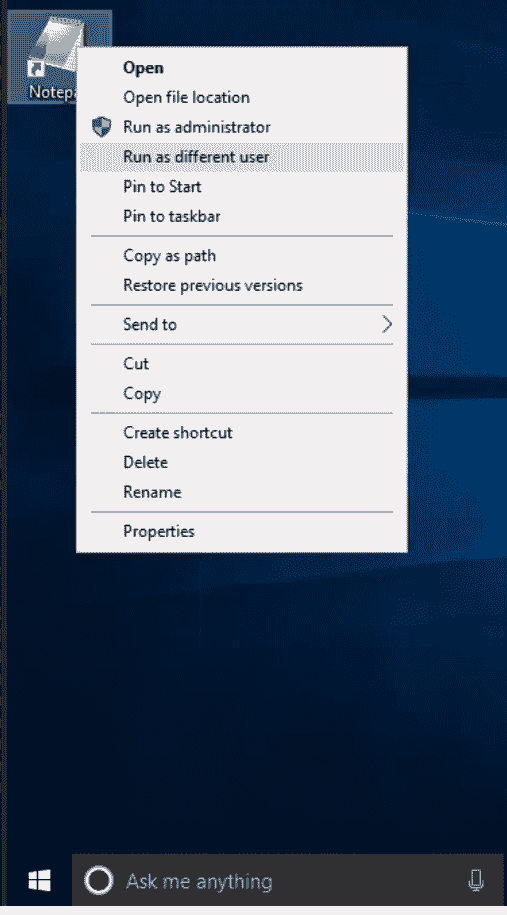 Open
Notepa
Open file location
Run as administrator
Run as different user
Pin to Start
Pin to taskbar
Copy as path
Restore previous versions
Send to
Cut
Copy
Create shortcut
Delete
Rename
Properties
Ask me anything